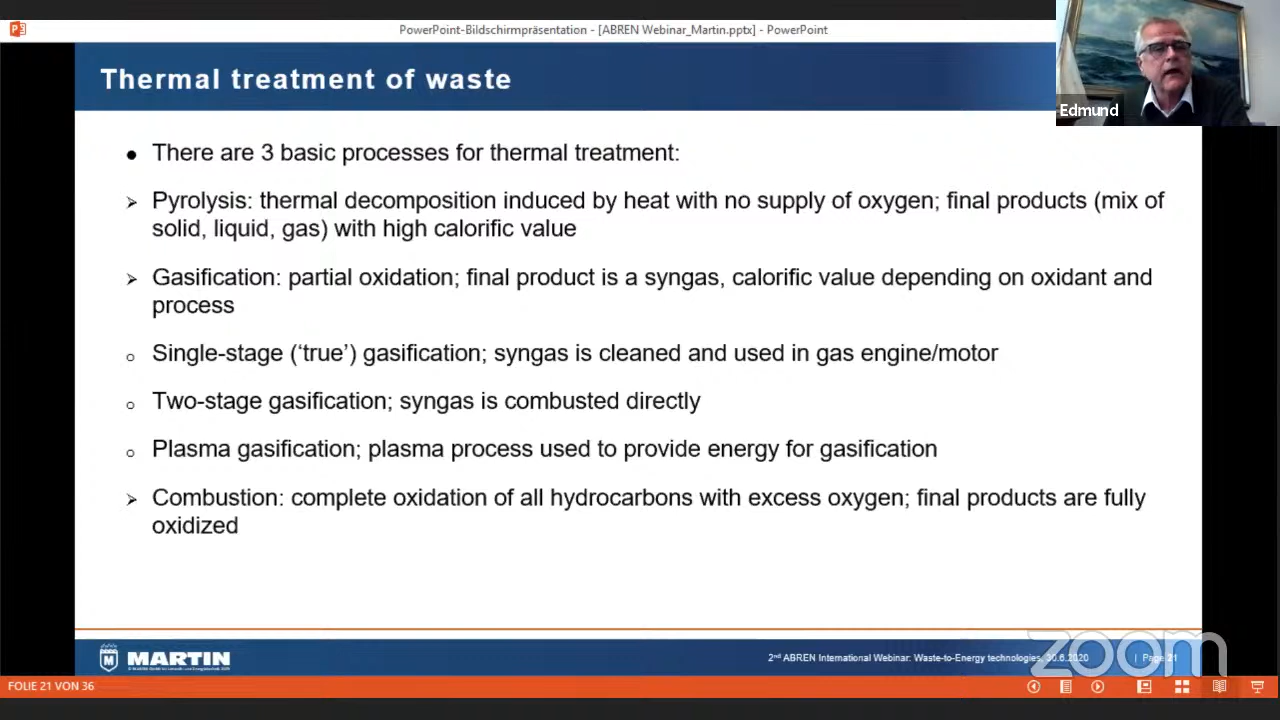 PowerPoint-Bildschirmpräsentation - [ABREN Webinar_Martin.pptx] - PowerPoint
Edmund
Thermal treatment of waste
● There are 3 basic processes for thermal treatment:
➢ Pyrolysis: thermal decomposition induced by heat with no supply of oxygen; final products (mix of
solid, liquid, gas) with high calorific value
➢ Gasification: partial oxidation; final product is a syngas, calorific value depending on oxidant and
process
○ Single-stage (‘true’) gasification; syngas is cleaned and used in gas engine/motor
○ Two-stage gasification; syngas is combusted directly
○ Plasma gasification; plasma process used to provide energy for gasification
➢ Combustion: complete oxidation of all hydrocarbons with excess oxygen; final products are fully
oxidized
MARTIN
2nd ABREN International Webinar: Waste-to-Energy technologies, 30.6.2020 | Page 21
zoom
FOLIE 21 VON 36